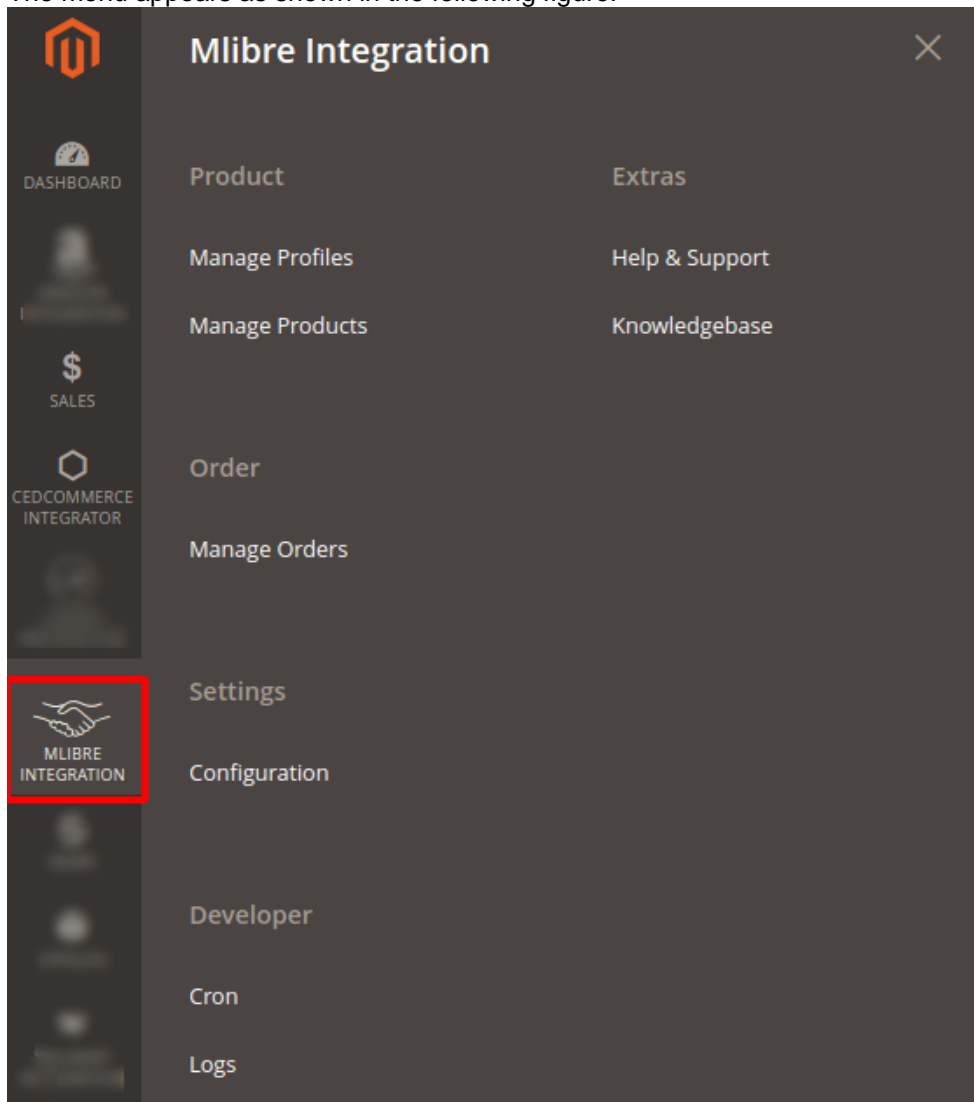 The menu appears as shown in the following figure:
Mlibre Integration
DASHBOARD
SALES
CEDCOMMERCE
INTEGRATOR
MLIBRE
INTEGRATION
Product
Manage Profiles
Manage Products
Extras
Help & Support
Knowledgebase
Order
Manage Orders
Settings
Configuration
Developer
Cron
Logs